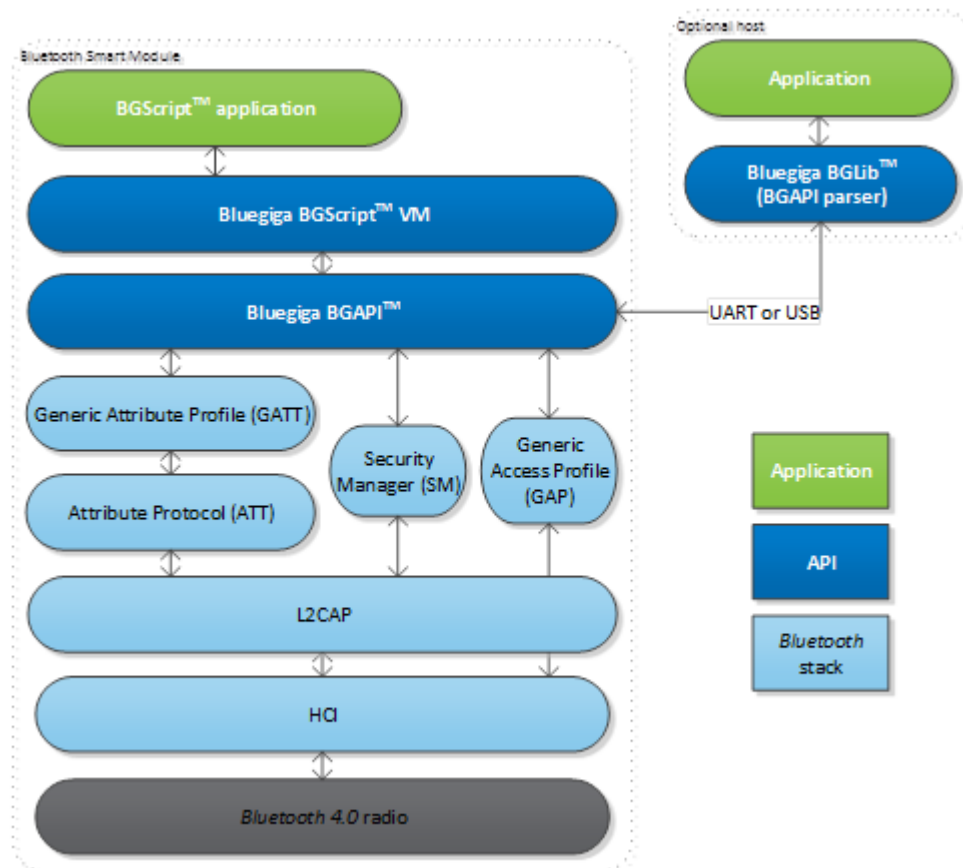 Bluetooth Smart Module
BGScript™ application
Bluegiga BGScript™ VM
Bluegiga BGAPI™
Generic Attribute Profile (GATT)
Attribute Protocol (ATT)
Security
Manager (SM)
Generic
Access Profile
(GAP)
L2CAP
HCI
Bluetooth 4.0 radio
Optional host
Application
Bluegiga BGLib™
(BGAPI parser)
UART or USB
Application
API
Bluetooth
stack